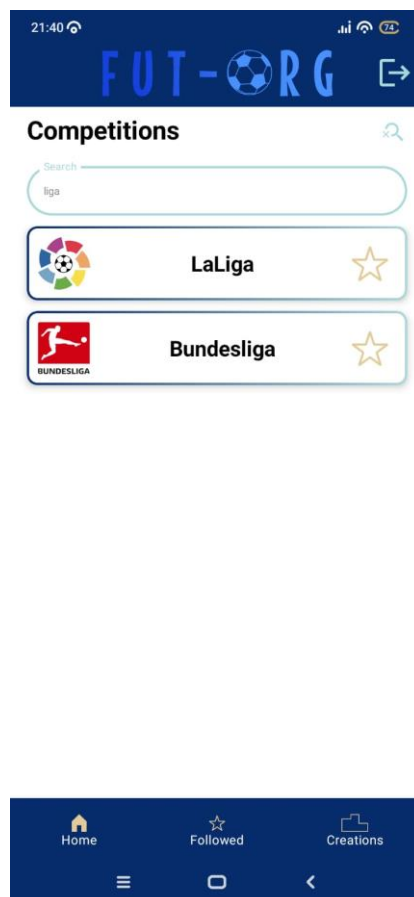 21:40
74
FUT-ORG
Competitions
Search
liga
LaLiga
BUNDESLIGA
Bundesliga
Home
Followed
Creations